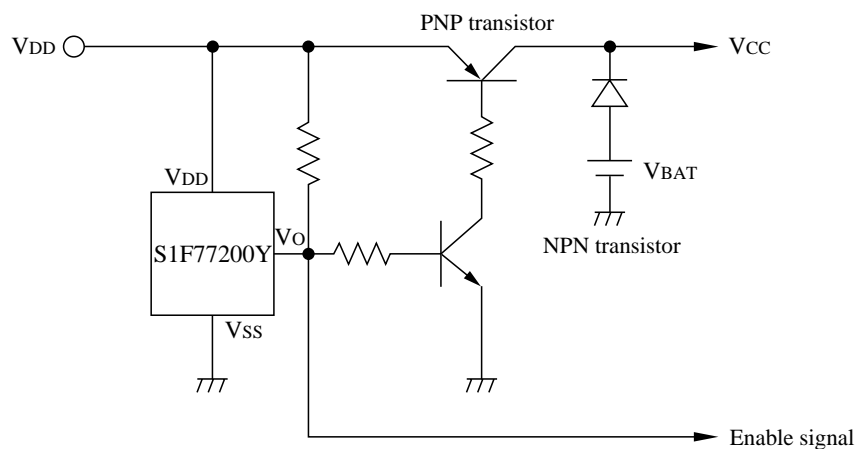 PNP transistor
VDD
VCC
VDD
VBAT
VO
S1F77200Y
NPN transistor
VSS
Enable signal